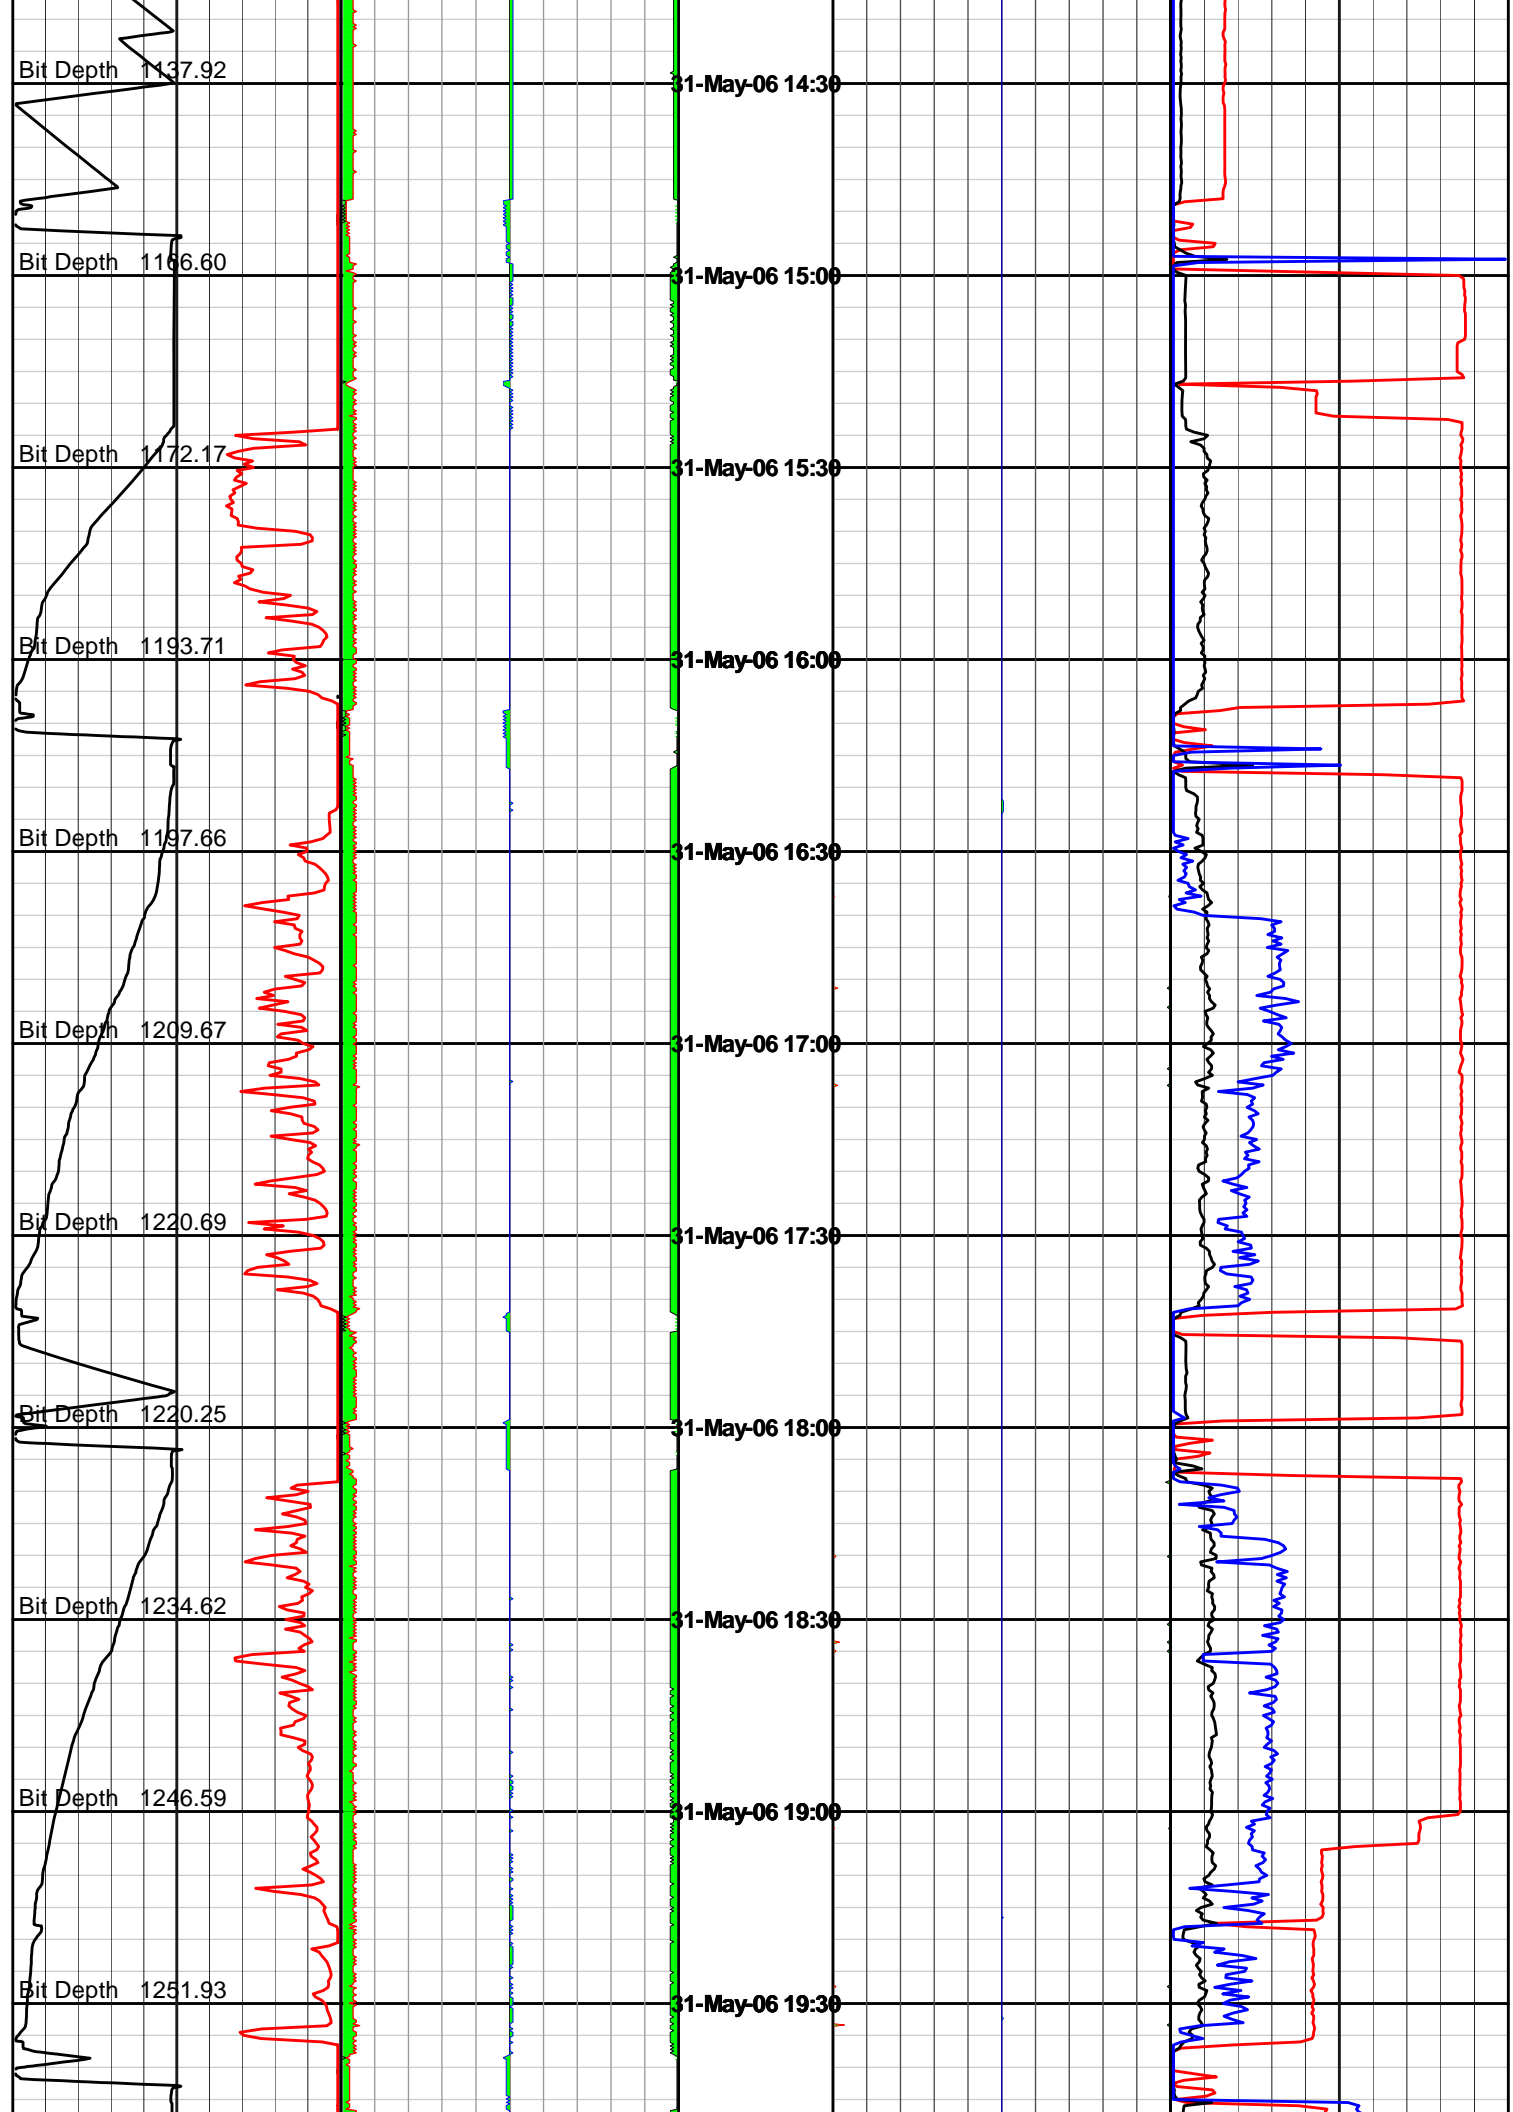 Bit Depth 1137.92
31-May-06 14:30
Bit Depth 1166.60
31-May-06 15:00
Bit Depth 1172.17
31-May-06 15:30
Bit Depth 1193.71
31-May-06 16:00
Bit Depth 1197.66
31-May-06 16:30
Bit Depth 1209.67
31-May-06 17:00
Bit Depth 1220.69
31-May-06 17:30
Bit Depth 1220.25
31-May-06 18:00
Bit Depth 1234.62
31-May-06 18:30
Bit Depth 1246.59
31-May-06 19:00
Bit Depth 1251.93
31-May-06 19:30